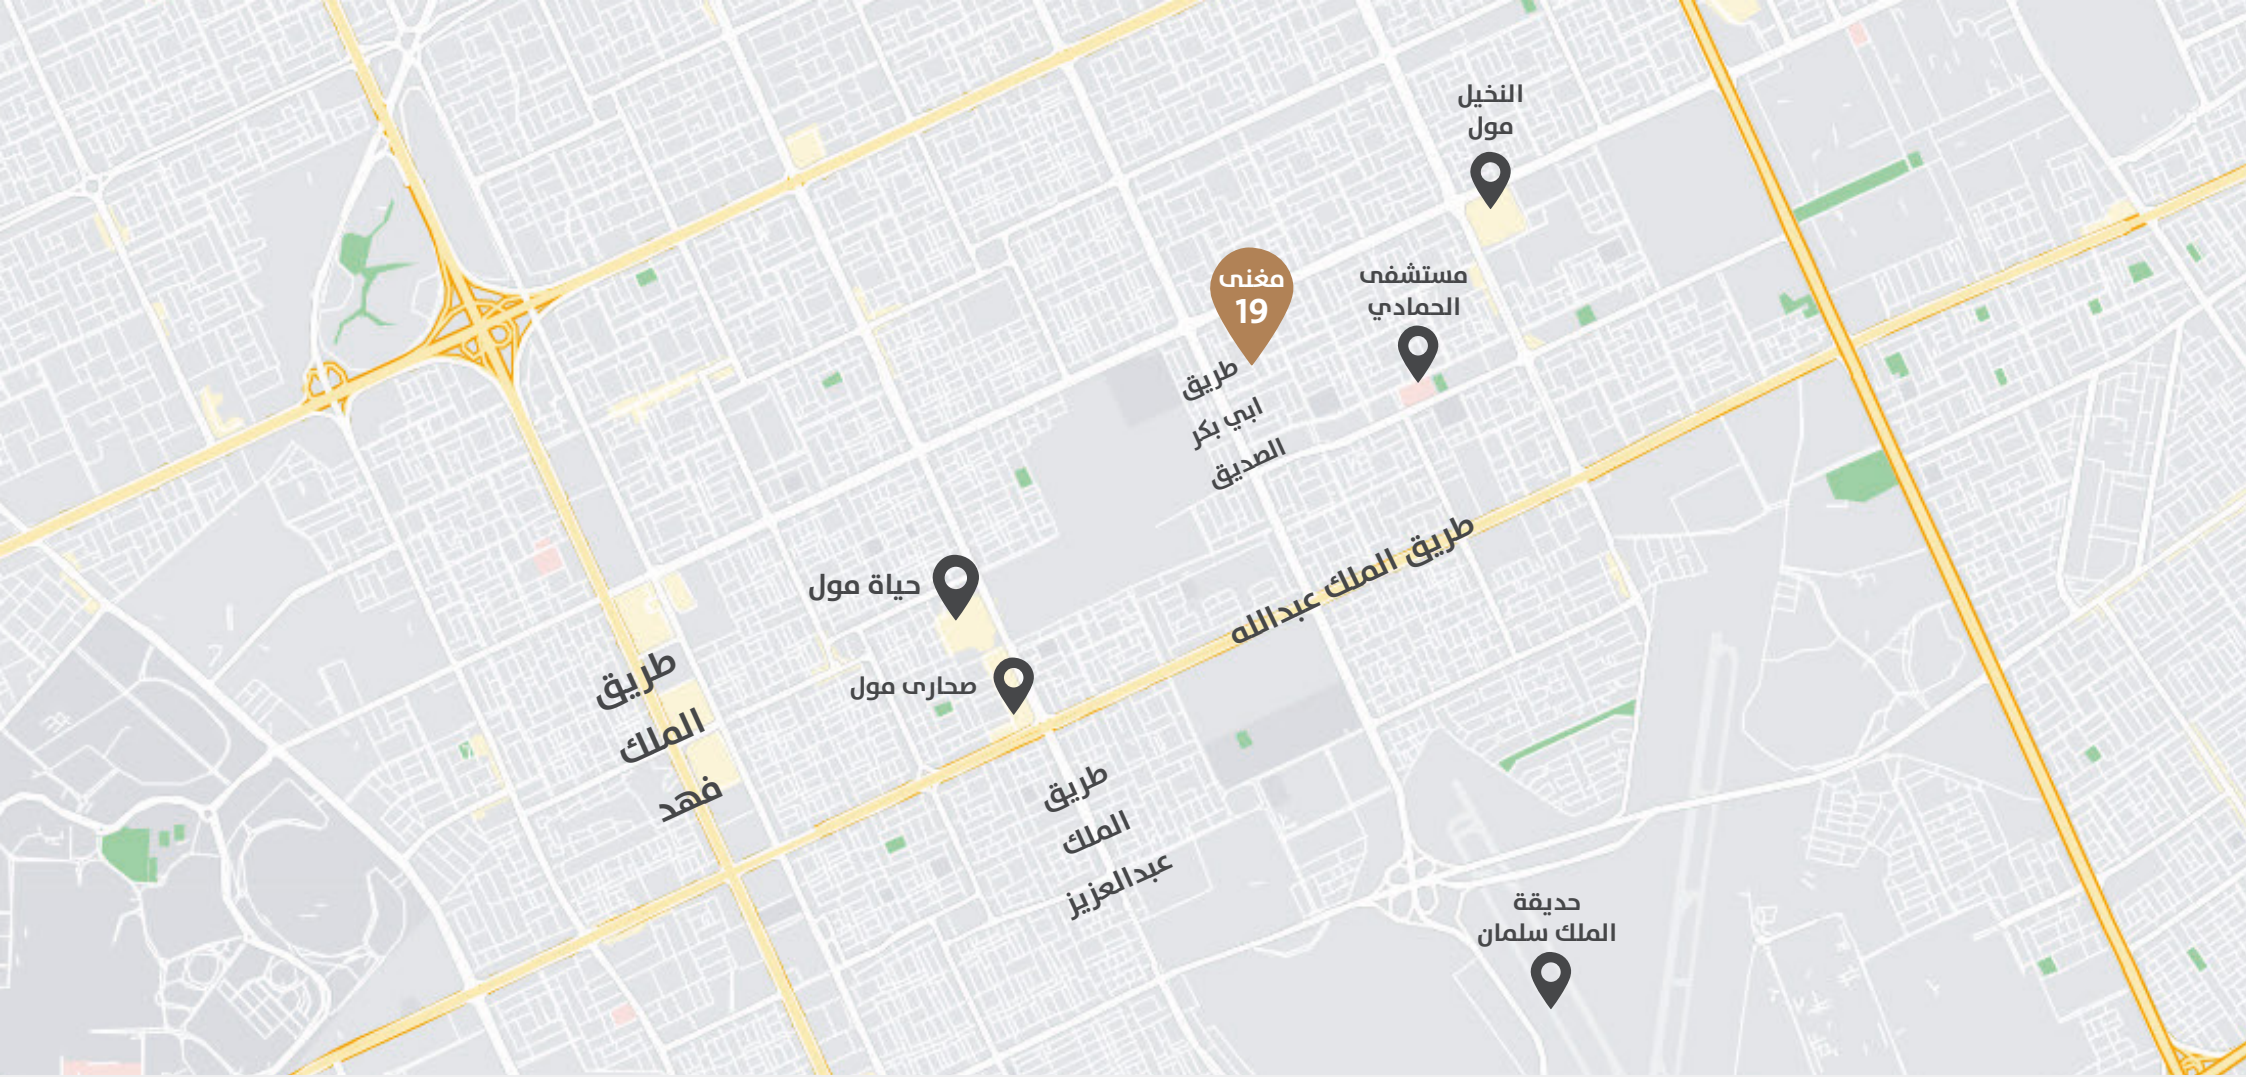 النخيل
مول
مغنى
19
مستشفى
الحمادي
طريق
ابي بكر
الصديق
طريق الملك عبدالله
حياة مول
صحارى مول
طريق
الملك
فهد
طريق
الملك
عبدالعزيز
حديقة
الملك سلمان